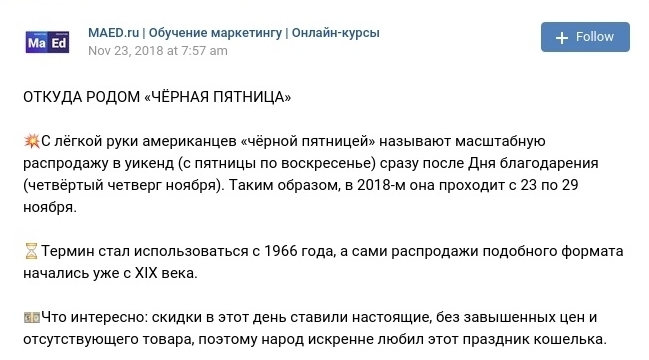 MAED.ru | Обучение маркетингу | Онлайн-курсы
Ma Ed
Nov 23, 2018 at 7:57 am
+ Follow
ОТКУДА РОДОМ «ЧЁРНАЯ ПЯТНИЦА»
💥С лёгкой руки американцев «чёрной пятницей» называют масштабную
распродажу в уикенд (с пятницы по воскресенье) сразу после Дня благодарения
(четвёртый четверг ноября). Таким образом, в 2018-м она проходит с 23 по 29
ноября.
⏳Термин стал использоваться с 1966 года, а сами распродажи подобного формата
начались уже с XIX века.
💵Что интересно: скидки в этот день ставили настоящие, без завышенных цен и
отсутствующего товара, поэтому народ искренне любил этот праздник кошелька.